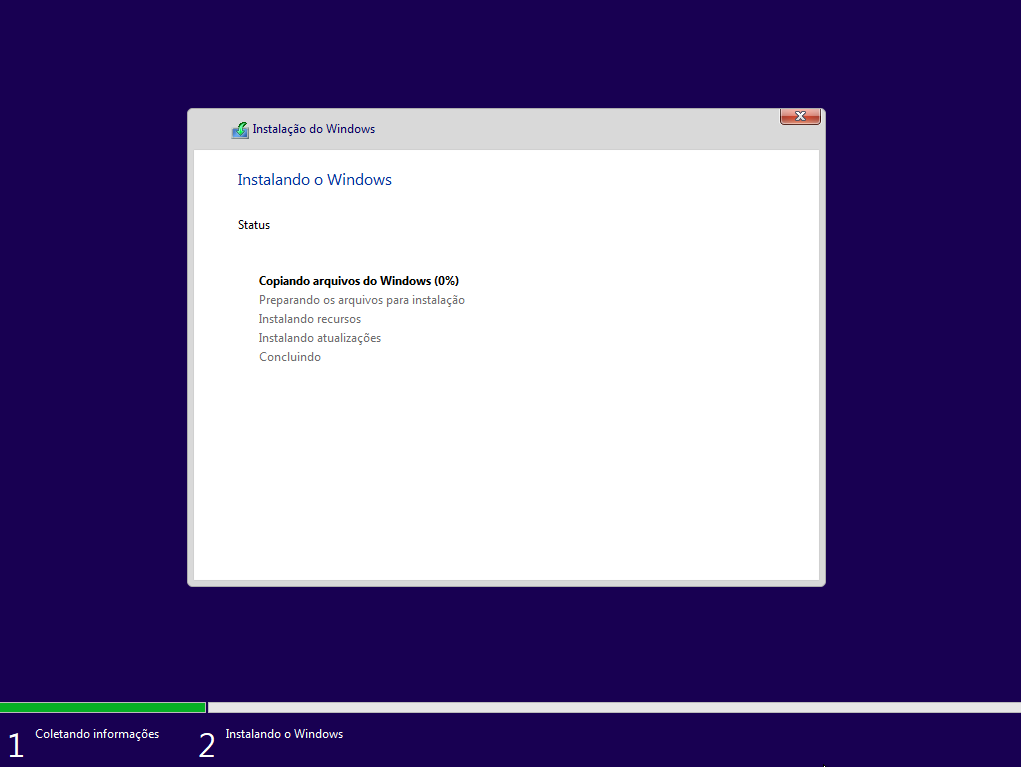 Instalação do Windows
Instalando o Windows
Status
Copiando arquivos do Windows (0%)
Preparando os arquivos para instalação
Instalando recursos
Instalando atualizações
Concluindo
1 Coletando informações
2 Instalando o Windows